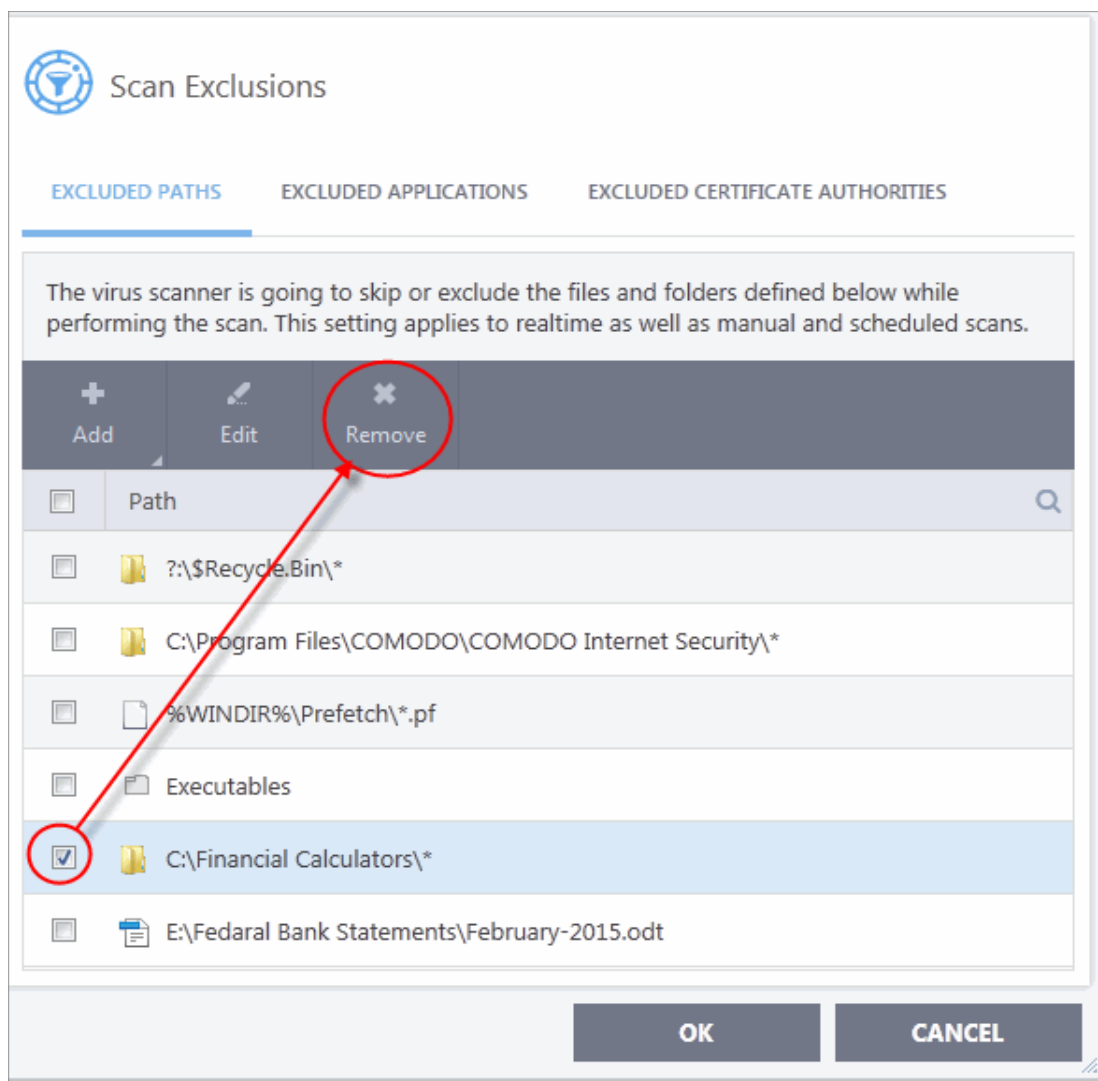 Scan Exclusions
EXCLUDED PATHS EXCLUDED APPLICATIONS EXCLUDED CERTIFICATE AUTHORITIES
The virus scanner is going to skip or exclude the files and folders defined below while
performing the scan. This setting applies to realtime as well as manual and scheduled scans.
Add Edit Remove
Path
?:\$Recycle.Bin\*
C:\Program Files\COMODO\COMODO Internet Security\*
%WINDIR%\Prefetch\*.pf
Executables
C:\Financial Calculators\*
E:\Fedaral Bank Statements\February-2015.odt
OK CANCEL